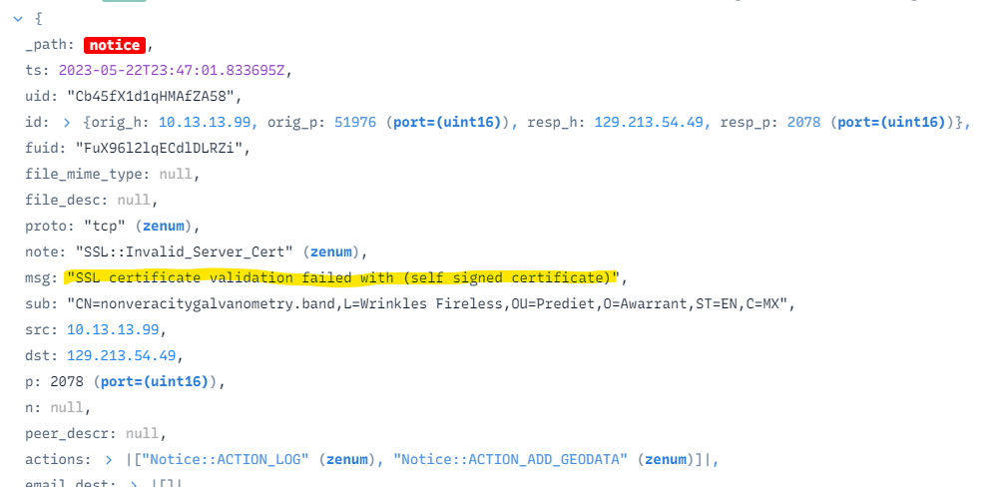 {
_path: notice,
ts: 2023-05-22T23:47:01.833695Z,
uid: "Cb45fX1d1qHMAfZA58",
id: > {orig_h: 10.13.13.99, orig_p: 51976 (port=(uint16)), resp_h: 129.213.54.49, resp_p: 2078 (port=(uint16))},
fuid: "FuX96l2lqECdlDLRZi",
file_mime_type: null,
file_desc: null,
proto: "tcp" (zenum),
note: "SSL::Invalid_Server_Cert" (zenum),
msg: "SSL certificate validation failed with (self signed certificate)",
sub: "CN=nonveracitygalvanometry.band,L=Wrinkles Fireless,OU=Prediet,O=Awarrant,ST=EN,C=MX",
src: 10.13.13.99,
dst: 129.213.54.49,
p: 2078 (port=(uint16)),
n: null,
peer_descr: null,
actions: > |["Notice::ACTION_LOG" (zenum), "Notice::ACTION_ADD_GEODATA" (zenum)]|,
email_dest: > |[]|